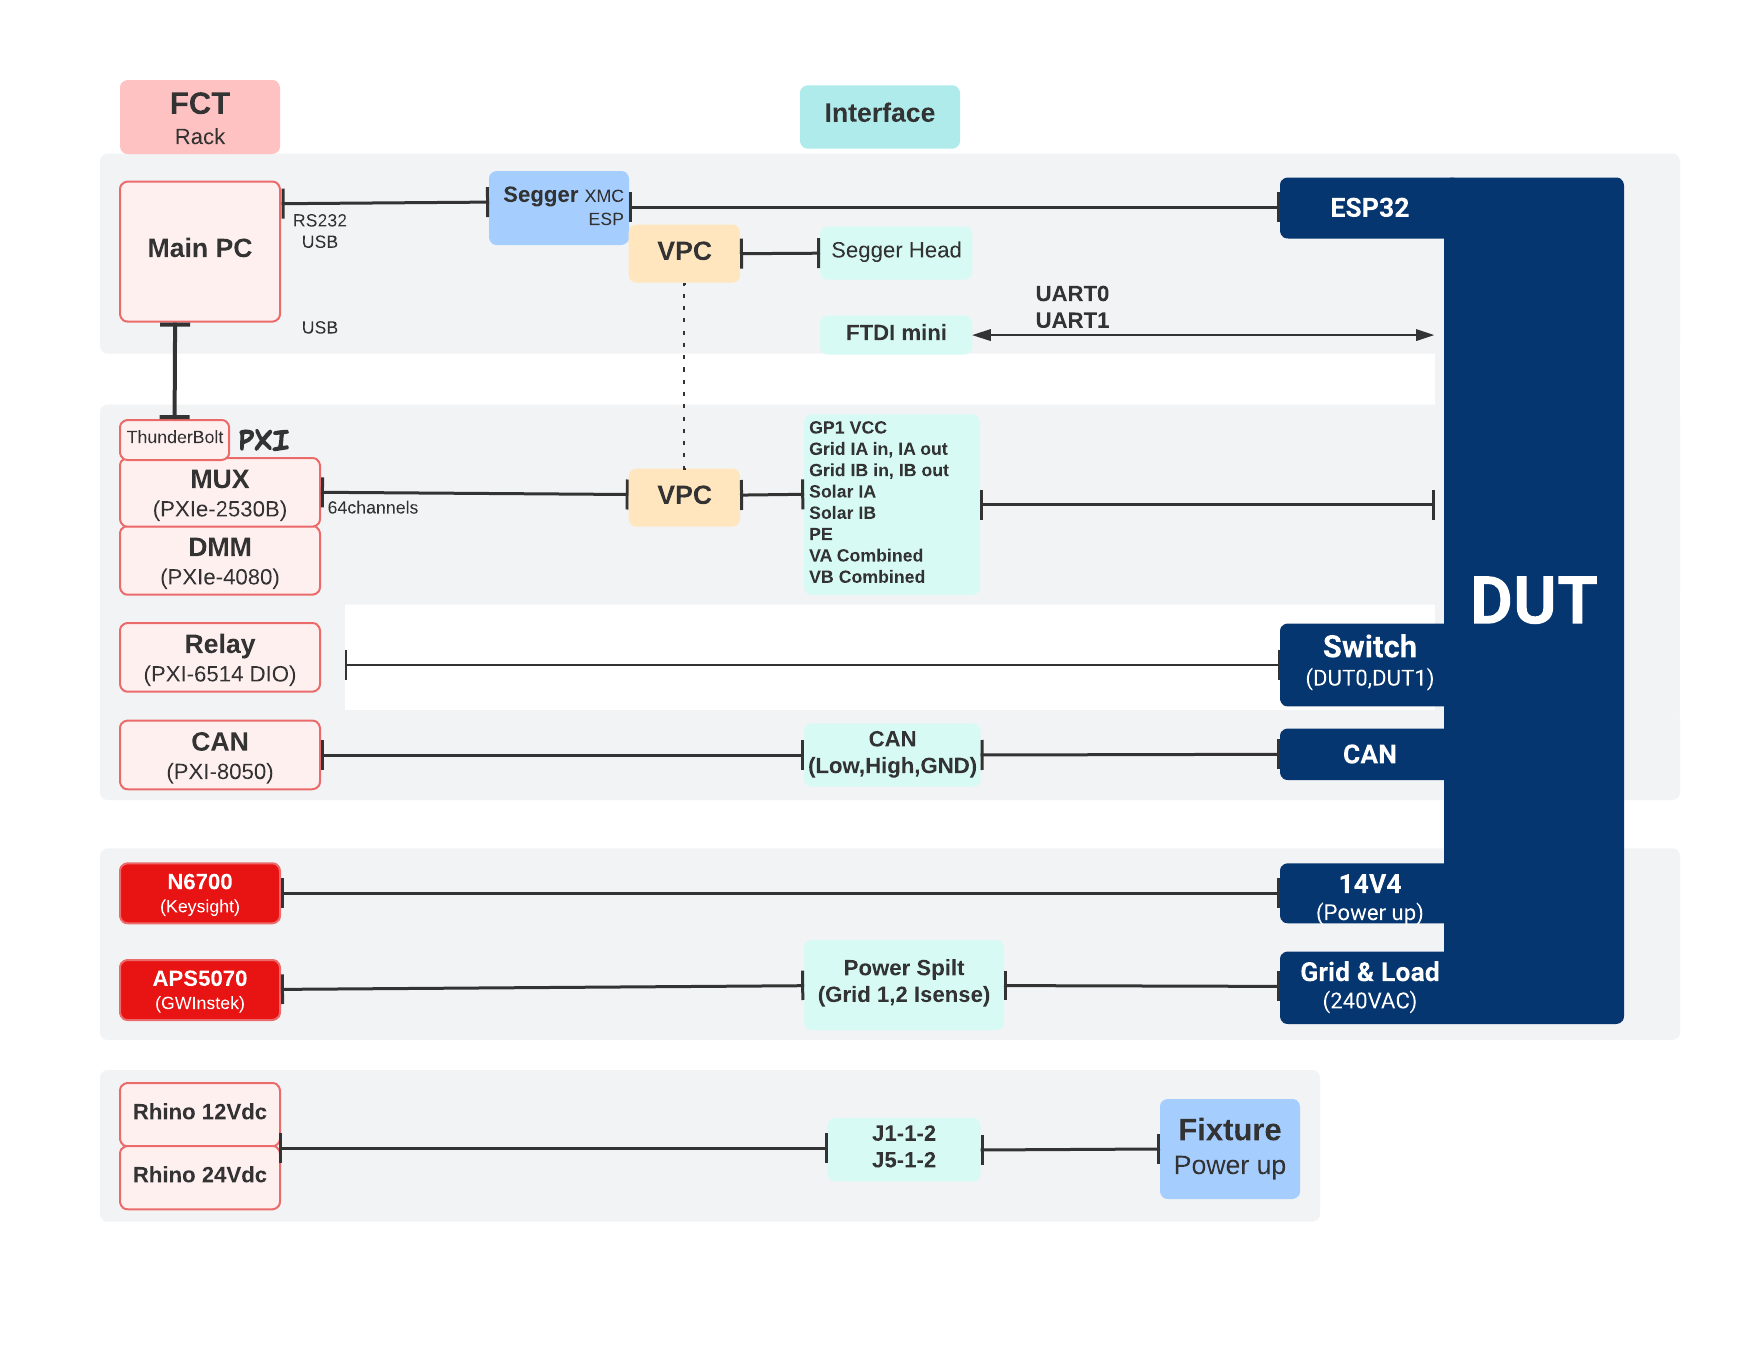 FCT
Rack
Interface
Main PC
RS232
USB
USB
Segger XMC
ESP
VPC
Segger Head
UART0
UART1
FTDI mini
ESP32
DUT
ThunderBolt
PXI
MUX
(PXIe-2530B)
64channels
DMM
(PXIe-4080)
VPC
GP1 VCC
Grid IA in, IA out
Grid IB in, IB out
Solar IA
Solar IB
PE
VA Combined
VB Combined
Relay
(PXI-6514 DIO)
Switch
(DUT0,DUT1)
CAN
(PXI-8050)
CAN
(Low,High,GND)
CAN
N6700
(Keysight)
14V4
(Power up)
APS5070
(GWInstek)
Power Spilt
(Grid 1,2 Isense)
Grid & Load
(240VAC)
Rhino 12Vdc
Rhino 24Vdc
J1-1-2
J5-1-2
Fixture
Power up